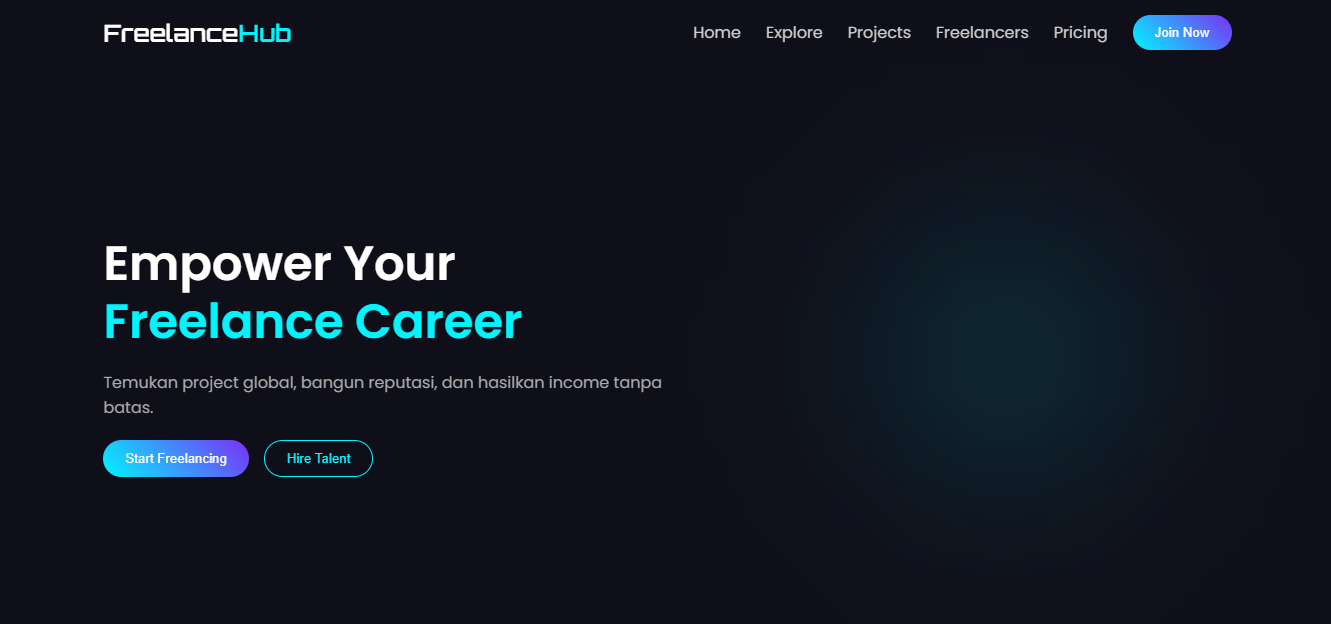 FreelanceHub
Home Explore Projects Freelancers Pricing Join Now
Empower Your
Freelance Career
Temukan project global, bangun reputasi, dan hasilkan income tanpa
batas.
Start Freelancing Hire Talent